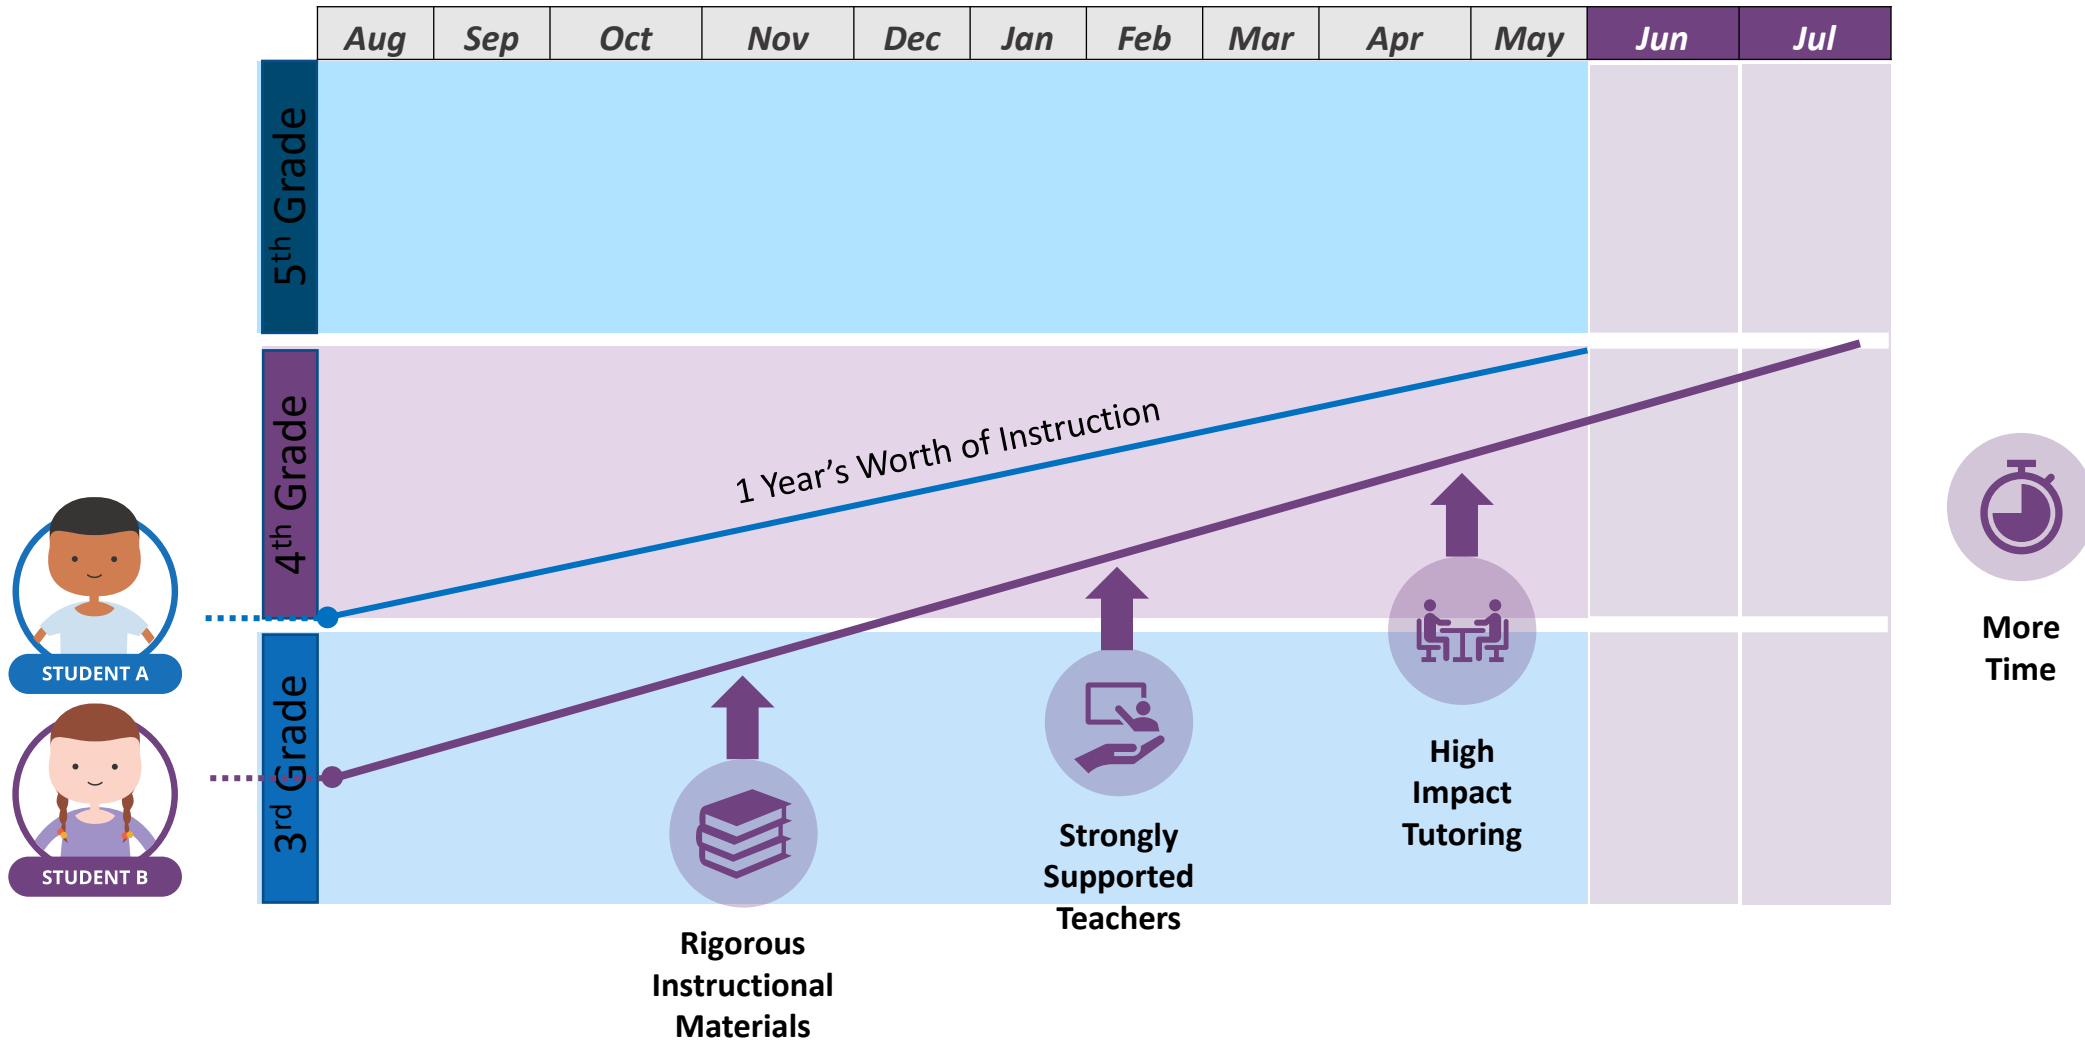 Aug Sep Oct Nov Dec Jan Feb Mar Apr May Jun Jul
5th Grade
4th Grade
3rd Grade
1 Year's Worth of Instruction
STUDENT A
STUDENT B
Rigorous
Instructional
Materials
Strongly
Supported
Teachers
High
Impact
Tutoring
More
Time